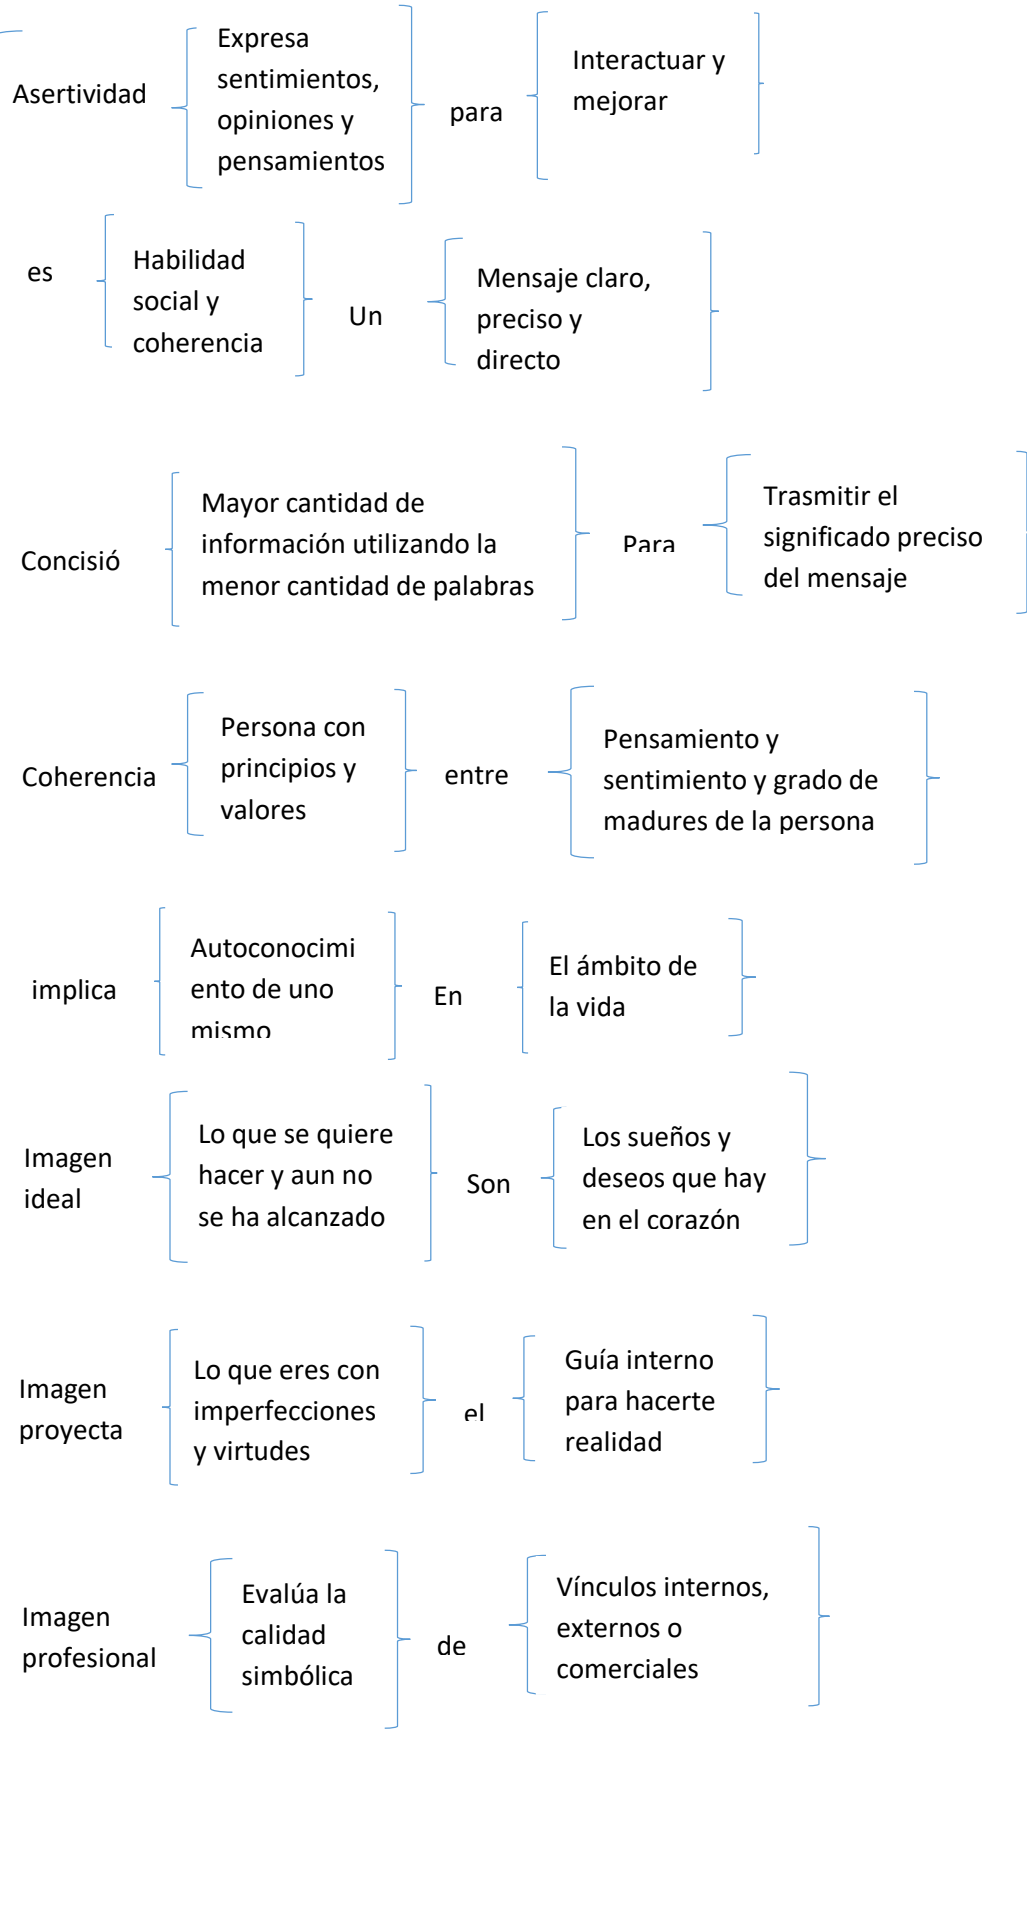 Asertividad
Expresa
sentimientos,
opiniones y
pensamientos
para
Interactuar y
mejorar
es
Habilidad
social y
coherencia
Un
Mensaje claro,
preciso y
directo
Concisió
Mayor cantidad de
información utilizando la
menor cantidad de palabras
Para
Trasmitir el
significado preciso
del mensaje
Coherencia
Persona con
principios y
valores
entre
Pensamiento y
sentimiento y grado de
madures de la persona
implica
Autoconocimi
ento de uno
mismo
En
El ámbito de
la vida
Imagen
ideal
Lo que se quiere
hacer y aun no
se ha alcanzado
Son
Los sueños y
deseos que hay
en el corazón
Imagen
proyecta
Lo que eres con
imperfecciones
y virtudes
el
Guía interno
para hacerte
realidad
Imagen
profesional
Evalúa la
calidad
simbólica
de
Vínculos internos,
externos o
comerciales